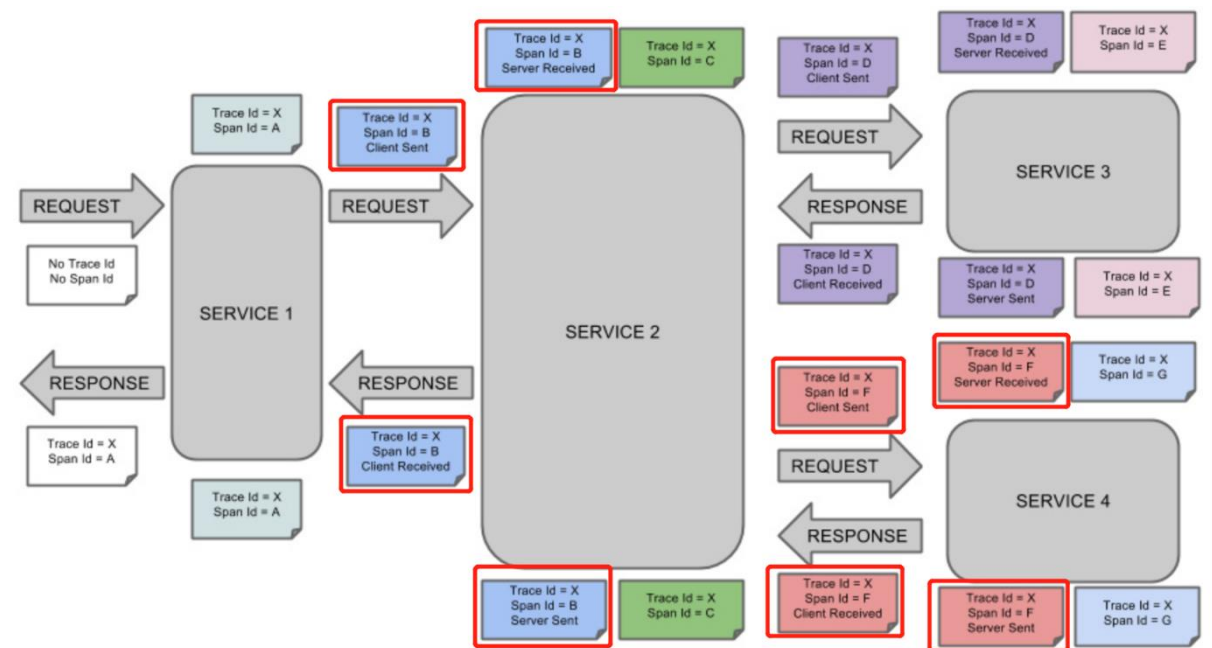 Trace Id = X
Span Id = D
Server Received
Trace Id = X
Span Id = E
Trace Id = X
Span Id = B
Server Received
Trace Id = X
Span Id = C
Trace Id = X
Span Id = D
Client Sent
Trace Id = X
Span Id = A
Trace Id = X
Span Id = B
Client Sent
REQUEST
SERVICE 3
REQUEST
REQUEST
RESPONSE
No Trace Id
No Span Id
Trace Id = X
Span Id = D
Client Received
Trace Id = X
Span Id = D
Server Sent
Trace Id = X
Span Id = E
SERVICE 1
SERVICE 2
Trace Id = X
Span Id = F
Server Received
Trace Id = X
Span Id = G
RESPONSE
RESPONSE
Trace Id = X
Span Id = F
Client Sent
Trace Id = X
Span Id = A
Trace Id = X
Span Id = B
Client Received
REQUEST
SERVICE 4
Trace Id = X
Span Id = A
RESPONSE
Trace Id = X
Span Id = B
Server Sent
Trace Id = X
Span Id = C
Trace Id = X
Span Id = F
Client Received
Trace Id = X
Span Id = F
Server Sent
Trace Id = X
Span Id = G